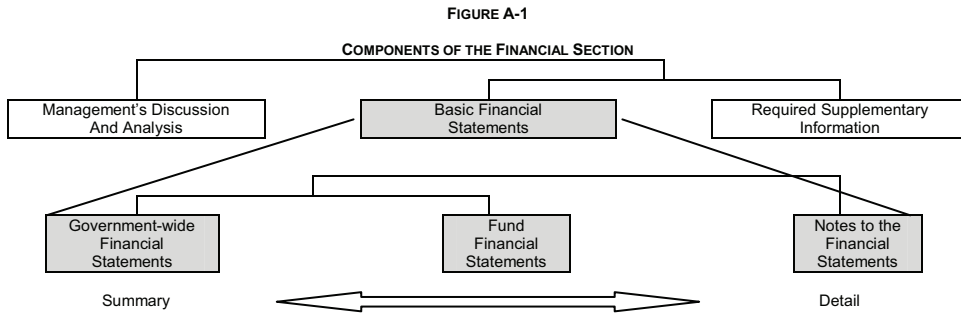 FIGURE A-1
COMPONENTS OF THE FINANCIAL SECTION
Management's Discussion
And Analysis
Basic Financial
Statements
Required Supplementary
Information
Government-wide
Financial
Statements
Fund
Financial
Statements
Notes to the
Financial
Statements
Summary
Detail